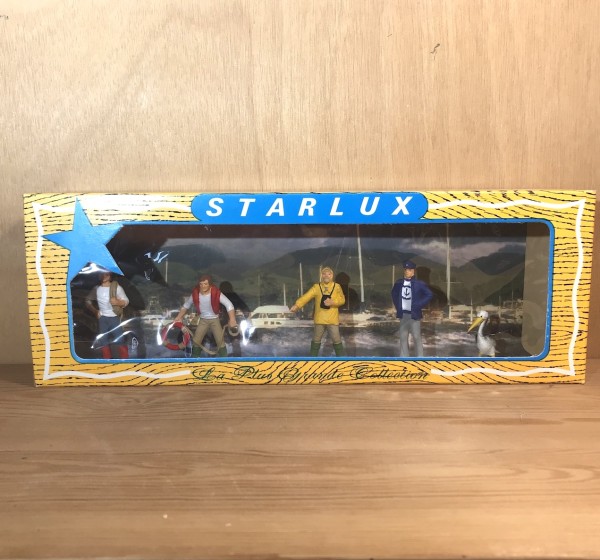 STARLUX
La Plus Grande Collection